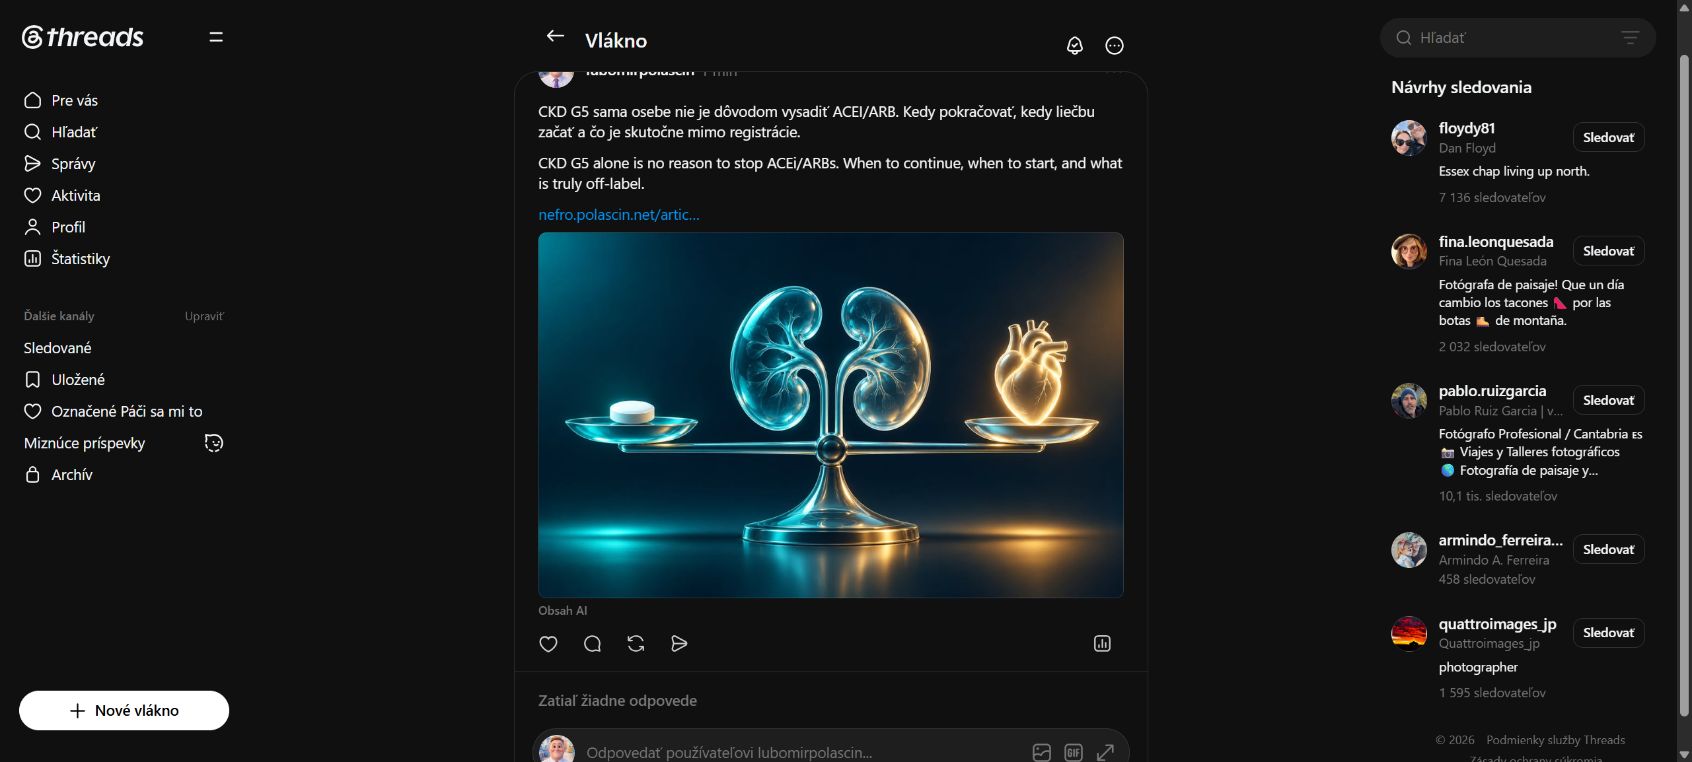 threads
Pre vás
Hľadať
Správy
Aktivita
Profil
Štatistiky
Ďalšie kanály
Upraviť
Sledované
Uložené
Označené Páči sa mi to
Miznúce príspevky
Archív
Nové vlákno
Vlákno
lubomirpolascin 1 min
CKD G5 sama osebe nie je dôvodom vysadiť ACEI/ARB. Kedy pokračovať, kedy liečbu
začať a čo je skutočne mimo registrácie.
CKD G5 alone is no reason to stop ACEi/ARBs. When to continue, when to start, and what
is truly off-label.
nefro.polascin.net/artic...
Obsah AI
Zatiaľ žiadne odpovede
Odpovedať používateľovi lubomirpolascin...
GIF
Hľadať
Návrhy sledovania
floydy81
Dan Floyd
Sledovať
Essex chap living up north.
7 136 sledovateľov
fina.leonquesada
Fina León Quesada
Sledovať
Fotógrafa de paisaje! Que un día
cambio los tacones 👠 por las
botas 🥾 de montaña.
2 032 sledovateľov
pablo.ruizgarcia
Pablo Ruiz Garcia | v...
Sledovať
Fotógrafo Profesional / Cantabria ES
📷 Viajes y Talleres fotográficos
🌎 Fotografía de paisaje y...
10,1 tis. sledovateľov
armindo_ferreira...
Armindo A. Ferreira
Sledovať
458 sledovateľov
quattroimages_jp
Quattroimages_jp
Sledovať
photographer
1 595 sledovateľov
© 2026 Podmienky služby Threads
Zásady ochrany súkromia